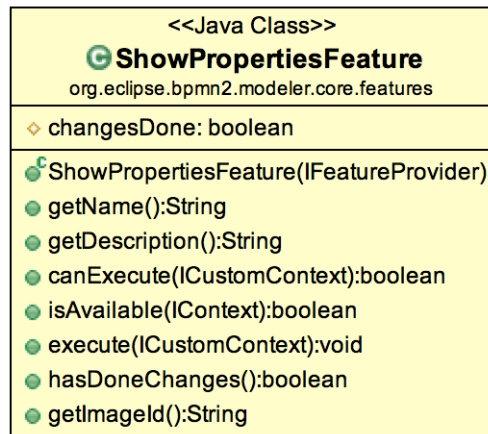 <<Java Class>>
C ShowPropertiesFeature
org.eclipse.bpmn2.modeler.core.features
changesDone: boolean
C ShowPropertiesFeature(IFeatureProvider)
getName():String
getDescription():String
canExecute(ICustomContext):boolean
isAvailable(IContext):boolean
execute(ICustomContext):void
hasDoneChanges():boolean
getImageId():String